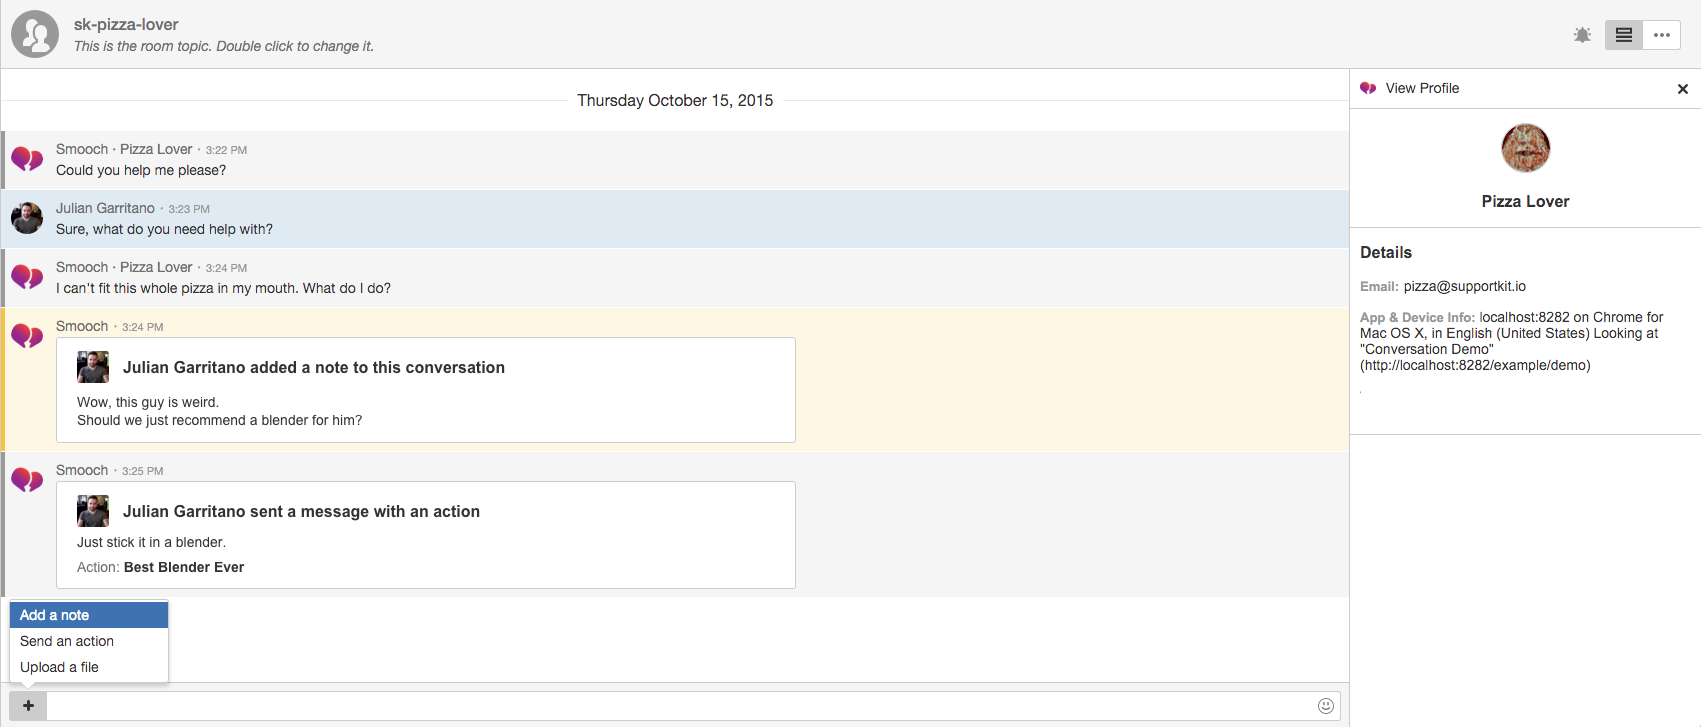 sk-pizza-lover
This is the room topic. Double click to change it.
Thursday October 15, 2015
Smooch · Pizza Lover · 3:22 PM
Could you help me please?
Julian Garritano · 3:23 PM
Sure, what do you need help with?
Smooch · Pizza Lover · 3:24 PM
I can't fit this whole pizza in my mouth. What do I do?
Smooch · 3:24 PM
Julian Garritano added a note to this conversation
Wow, this guy is weird.
Should we just recommend a blender for him?
Smooch · 3:25 PM
Julian Garritano sent a message with an action
Just stick it in a blender.
Action: Best Blender Ever
Add a note
Send an action
Upload a file
View Profile
Pizza Lover
Details
Email: pizza@supportkit.io
App & Device Info: localhost:8282 on Chrome for
Mac OS X, in English (United States) Looking at
"Conversation Demo"
(http://localhost:8282/example/demo)